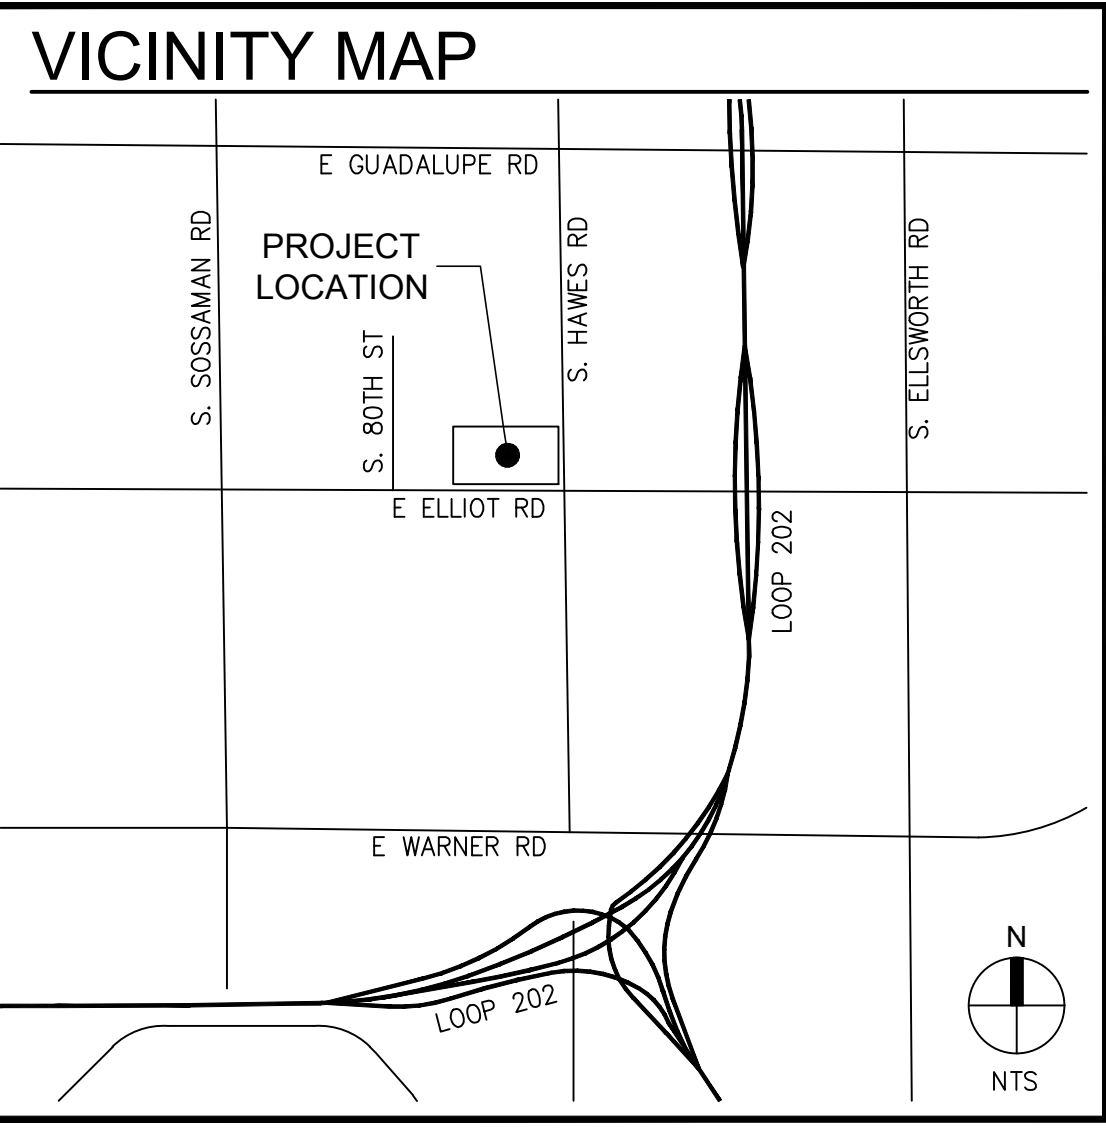 VICINITY MAP
E GUADALUPE RD
S. SOSSAMAN RD
PROJECT
LOCATION
S. HAWES RD
S. ELLSWORTH RD
S. 80TH ST
E ELLIOT RD
LOOP 202
E WARNER RD
LOOP 202
N
NTS